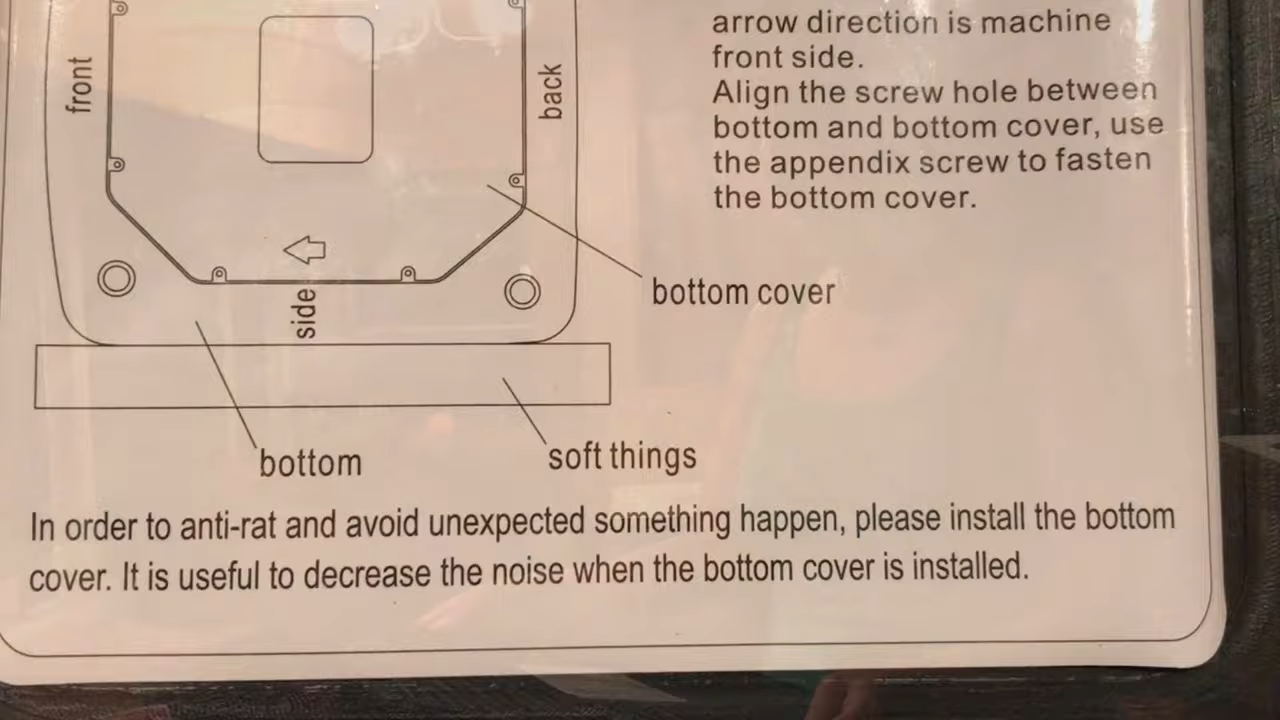 arrow direction is machine
front side.
Align the screw hole between
bottom and bottom cover, use
the appendix screw to fasten
the bottom cover.
front
back
side
bottom cover
bottom
soft things
In order to anti-rat and avoid unexpected something happen, please install the bottom
cover. It is useful to decrease the noise when the bottom cover is installed.